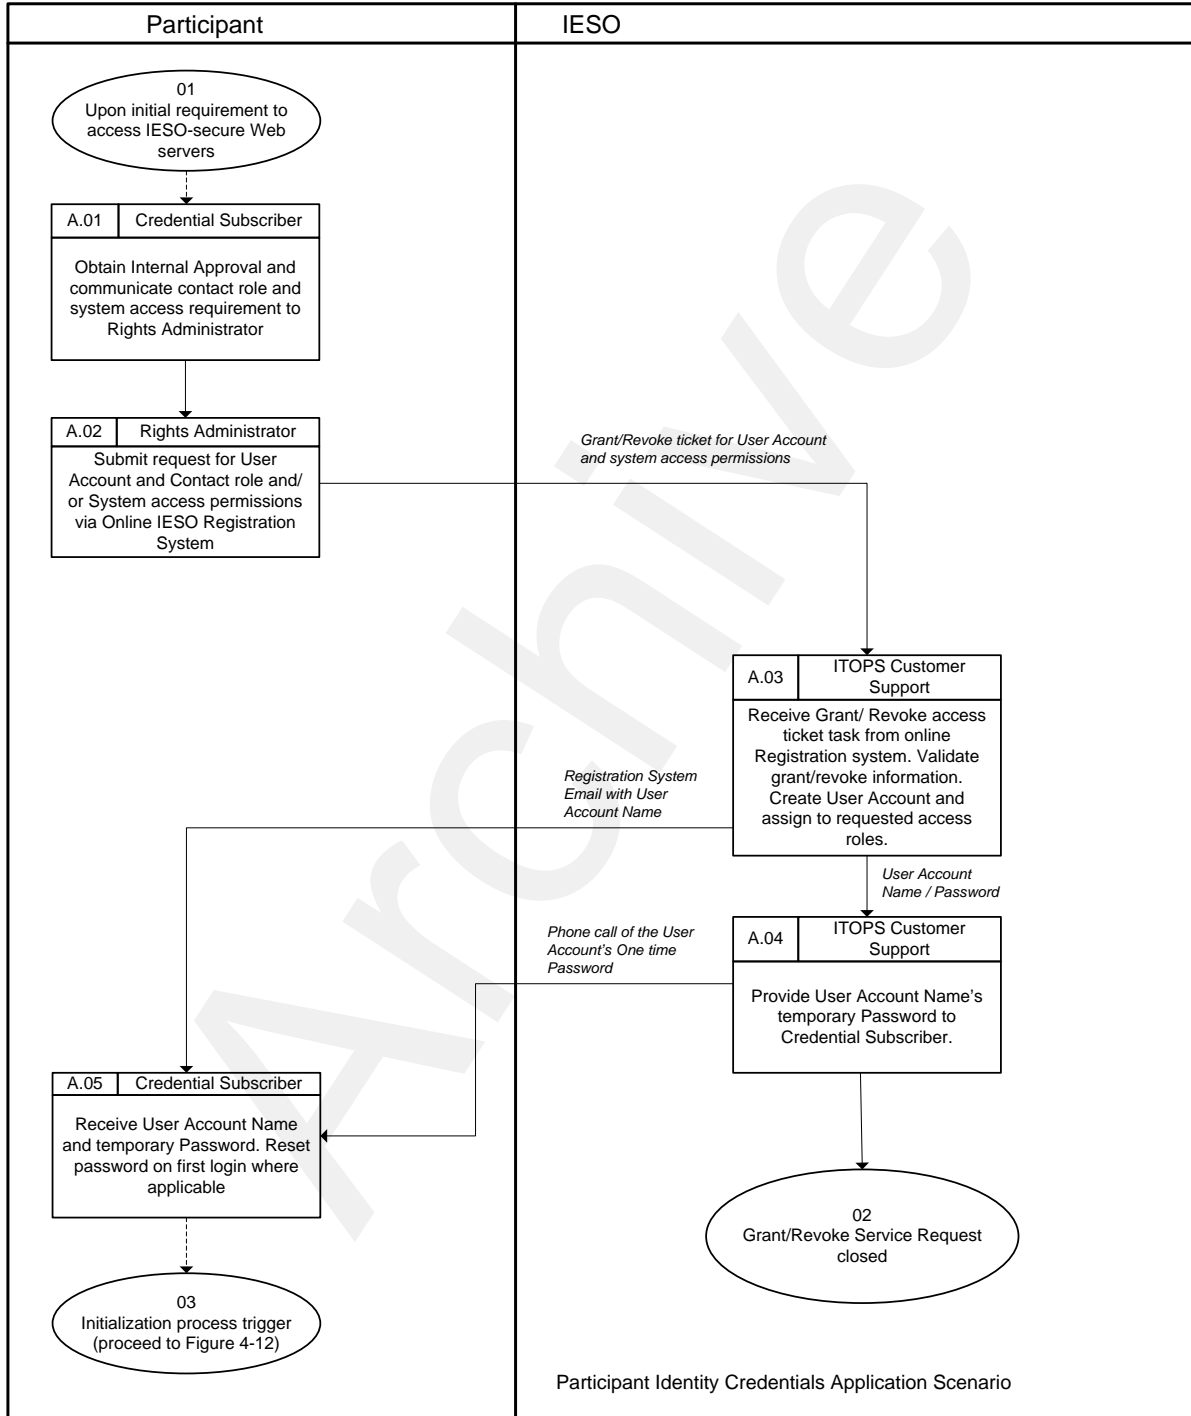 Participant
IESO
01
Upon initial requirement to
access IESO-secure Web
servers
A.01
Credential Subscriber
Obtain Internal Approval and
communicate contact role and
system access requirement to
Rights Administrator
A.02
Rights Administrator
Submit request for User
Account and Contact role and/
or System access permissions
via Online IESO Registration
System
Grant/Revoke ticket for User Account
and system access permissions
A.03
ITOPS Customer
Support
Receive Grant/ Revoke access
ticket task from online
Registration system. Validate
grant/revoke information.
Create User Account and
assign to requested access
roles.
Registration System
Email with User
Account Name
User Account
Name / Password
A.04
ITOPS Customer
Support
Provide User Account Name's
temporary Password to
Credential Subscriber.
Phone call of the User
Account's One time
Password
A.05
Credential Subscriber
Receive User Account Name
and temporary Password. Reset
password on first login where
applicable
02
Grant/Revoke Service Request
closed
03
Initialization process trigger
(proceed to Figure 4-12)
Participant Identity Credentials Application Scenario
Archive